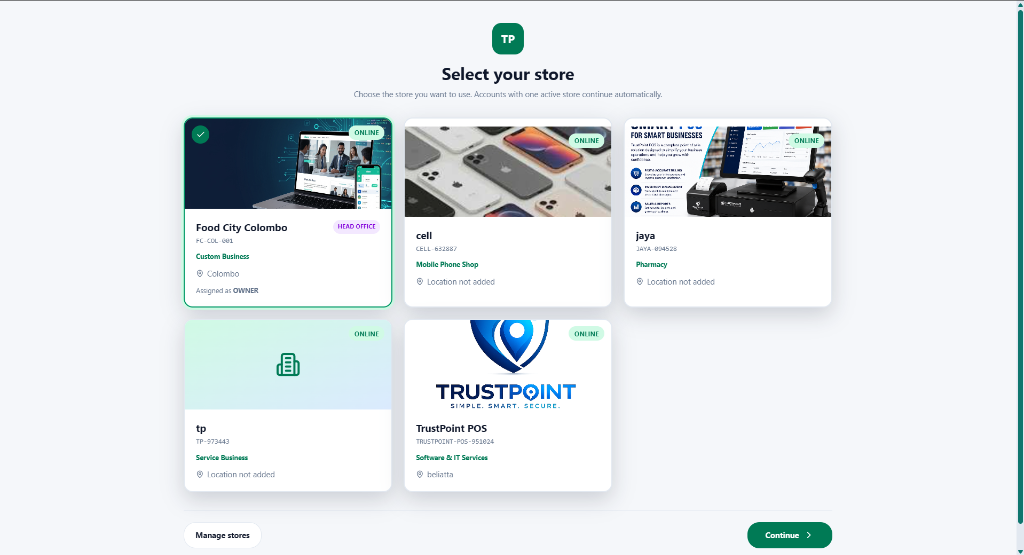 TP
Select your store
Choose the store you want to use. Accounts with one active store continue automatically.
ONLINE
Food City Colombo
HEAD OFFICE
FC-COL-001
Custom Business
Colombo
Assigned as OWNER
ONLINE
cell
CELL-632887
Mobile Phone Shop
Location not added
FOR SMART BUSINESSES
ONLINE
jaya
JAYA-094528
Pharmacy
Location not added
ONLINE
tp
TP-973443
Service Business
Location not added
ONLINE
TRUSTPOINT
SIMPLE. SMART. SECURE.
TrustPoint POS
TRUSTPOINT-POS-951024
Software & IT Services
beliatta
Manage stores
Continue